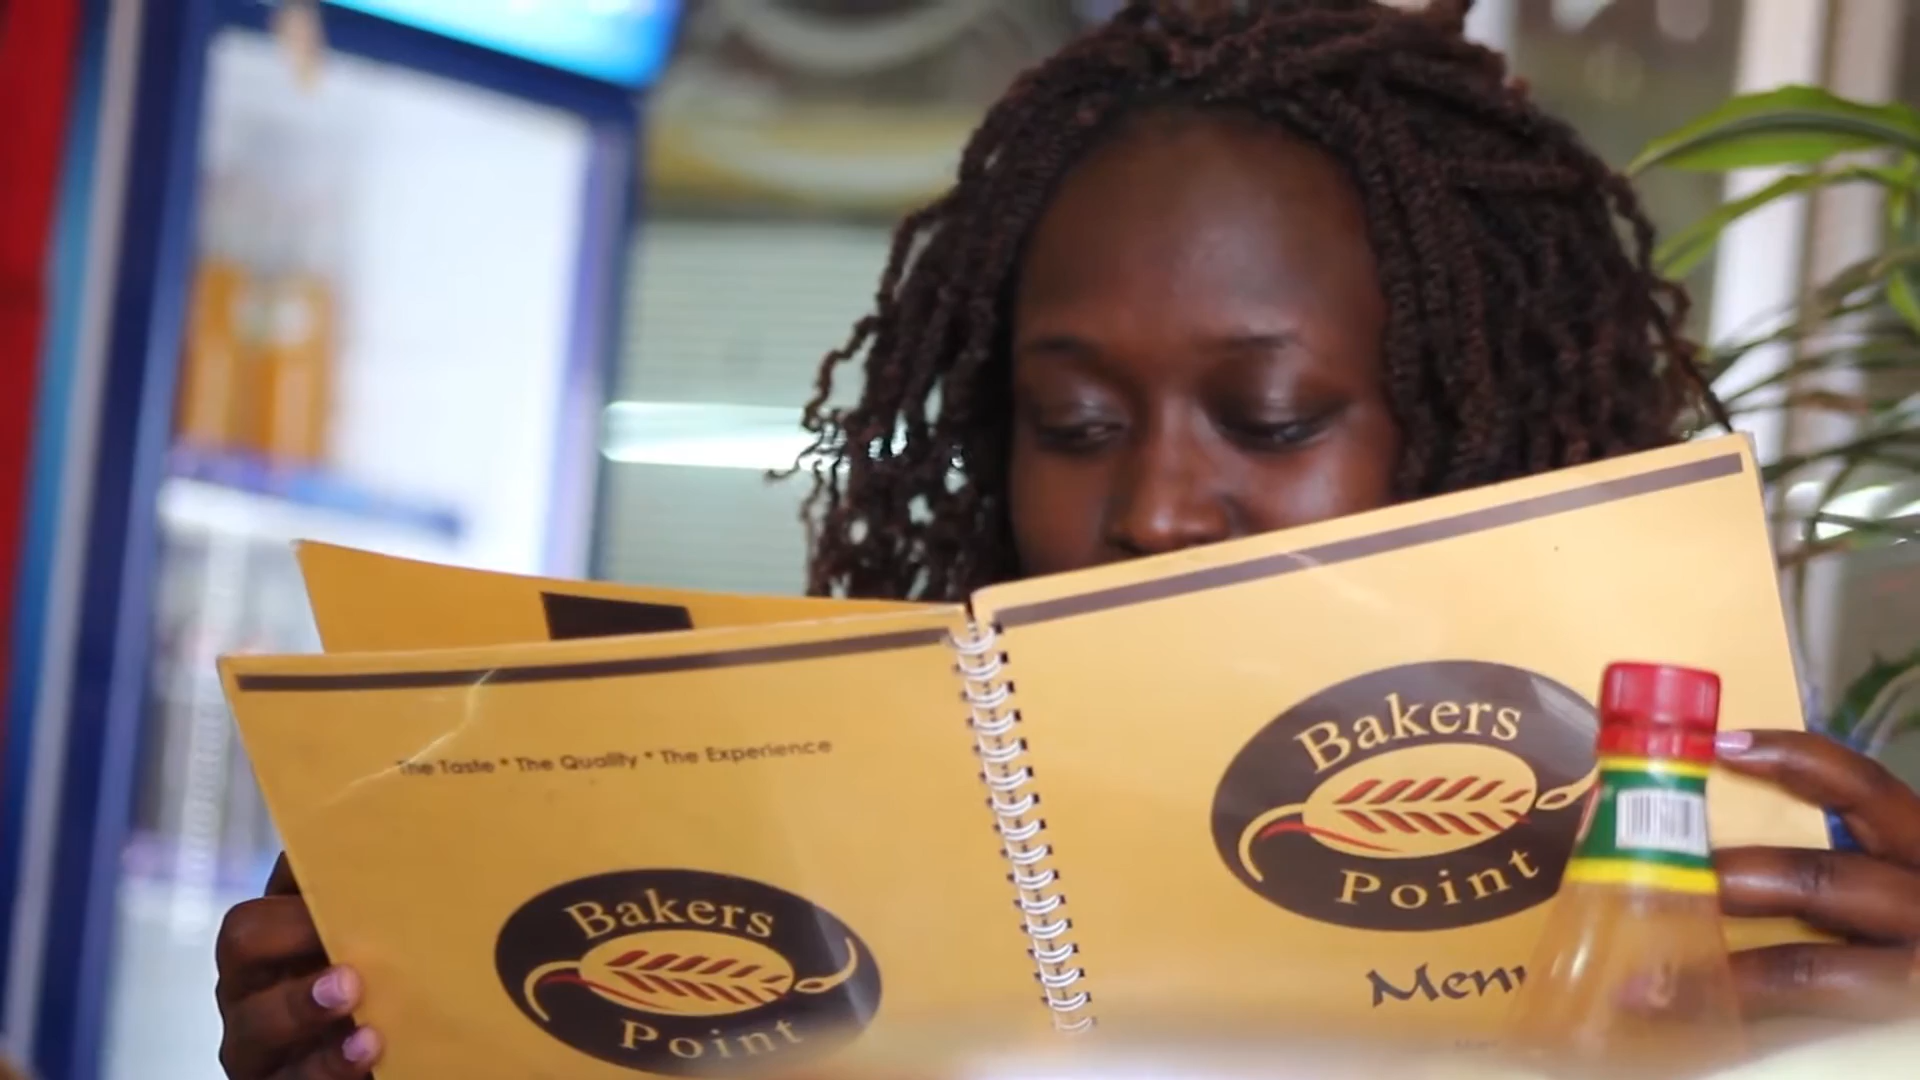 The Taste * The Quality * The Experience
Bakers
Point
Bakers
Point
Menu